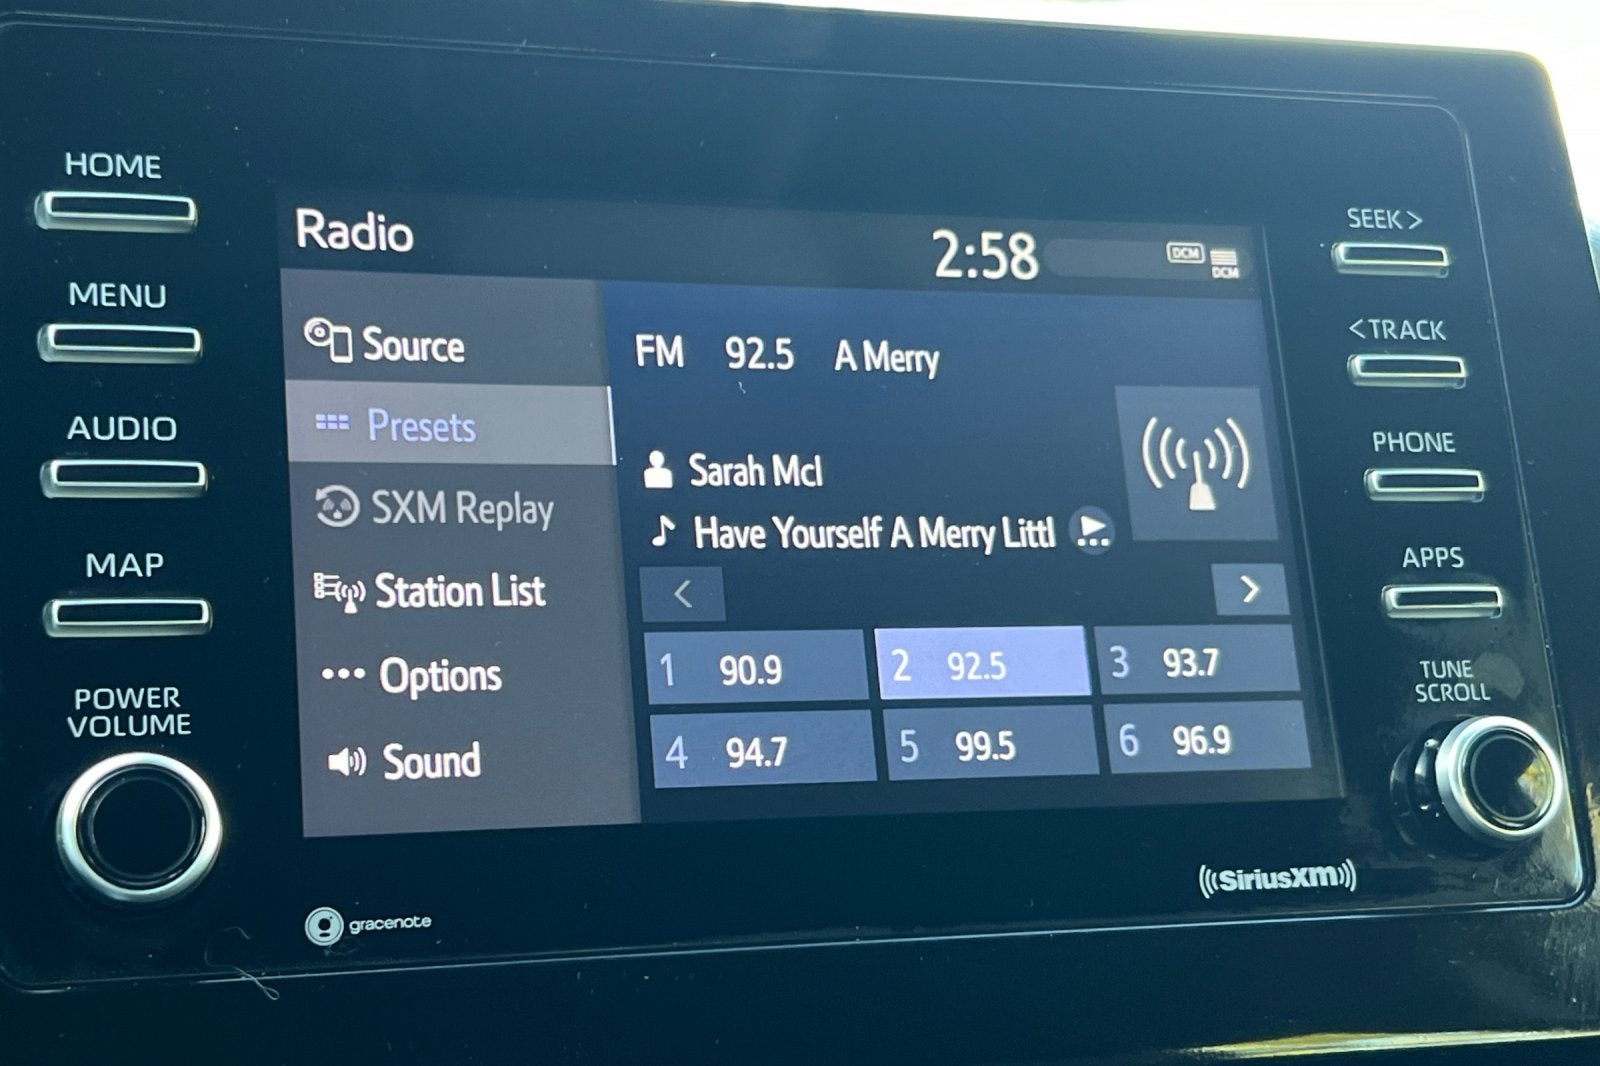 HOME
MENU
AUDIO
MAP
POWER
VOLUME
Radio
2:58
DCM
DCM
Source
Presets
SXM Replay
Station List
Options
Sound
FM 92.5 A Merry
Sarah Mcl
Have Yourself A Merry Littl
1 90.9
2 92.5
3 93.7
4 94.7
5 99.5
6 96.9
SEEK >
< TRACK
PHONE
APPS
TUNE
SCROLL
gracenote
SiriusXM